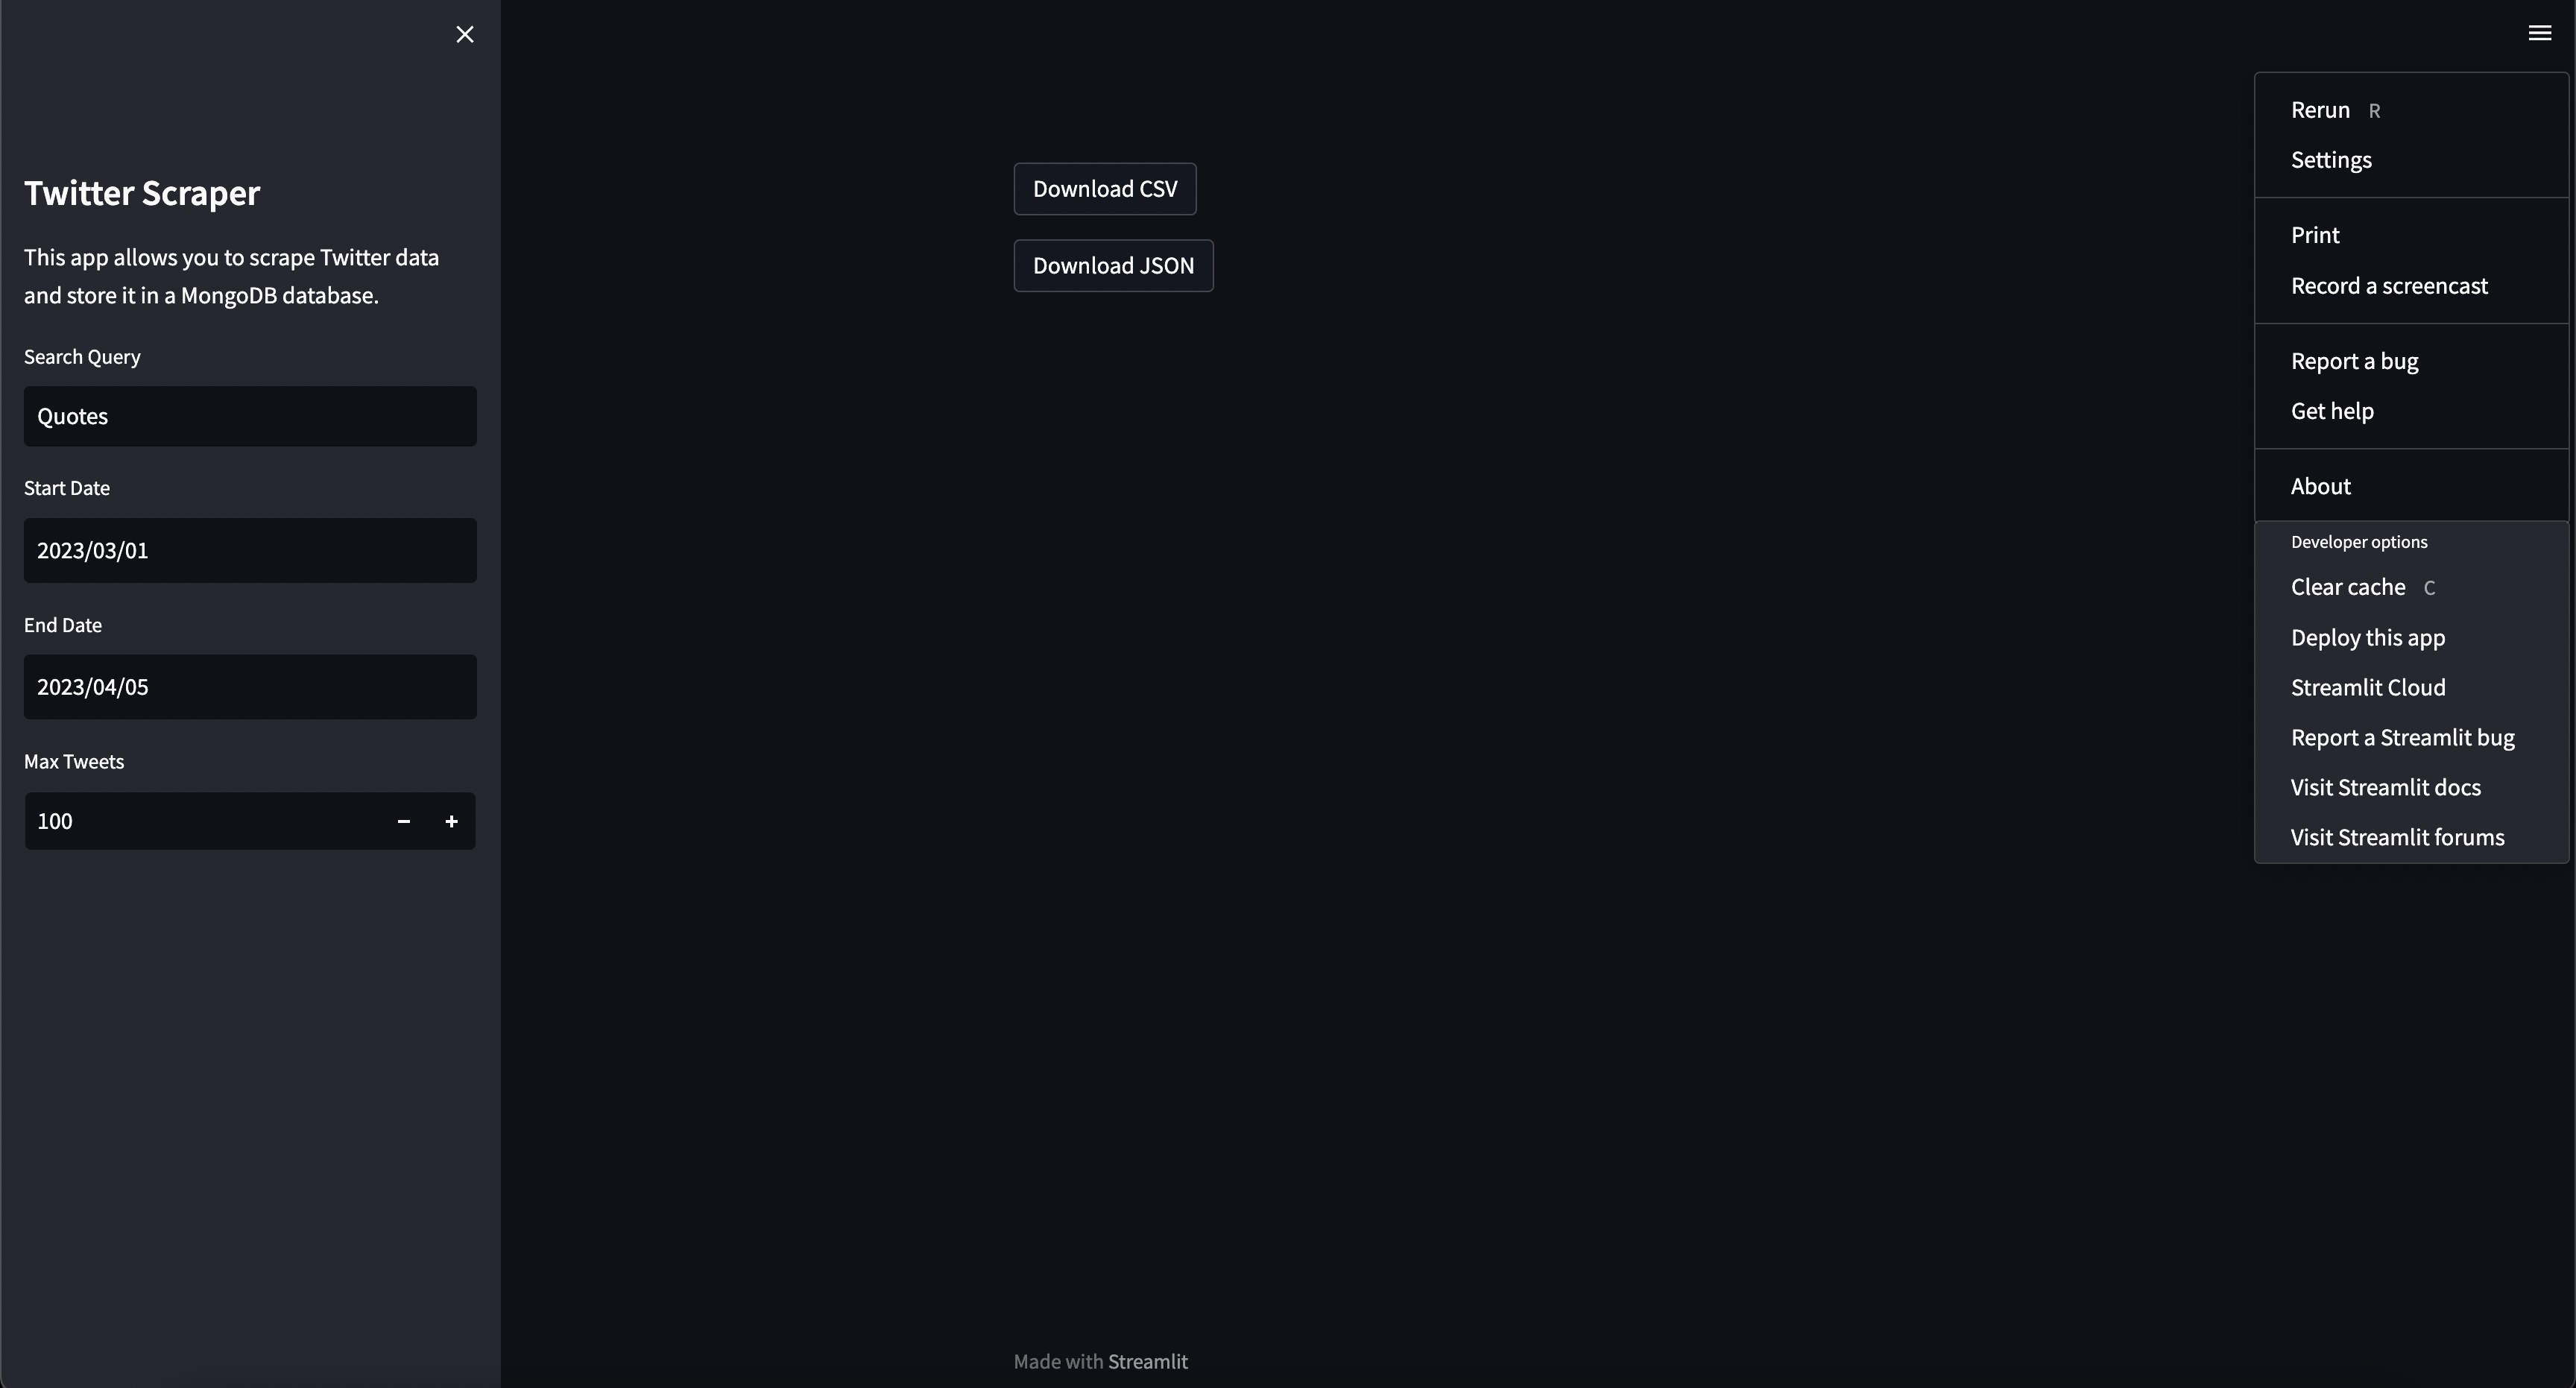 Twitter Scraper
This app allows you to scrape Twitter data
and store it in a MongoDB database.
Search Query
Quotes
Start Date
2023/03/01
End Date
2023/04/05
Max Tweets
100
Download CSV
Download JSON
Made with Streamlit
Rerun R
Settings
Print
Record a screencast
Report a bug
Get help
About
Developer options
Clear cache C
Deploy this app
Streamlit Cloud
Report a Streamlit bug
Visit Streamlit docs
Visit Streamlit forums